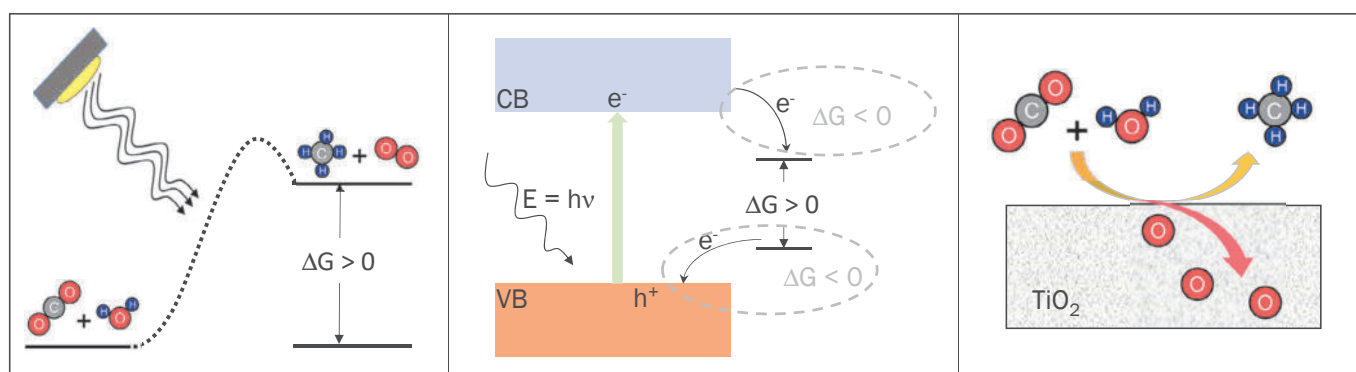 H
H C H + O O
H
ΔG > 0
O C O + H O H
CB
e-
e-
ΔG < 0
E = hν
ΔG > 0
e-
VB
h+
ΔG < 0
O C O + H O H
H
H C H
H
O
O
O
TiO2